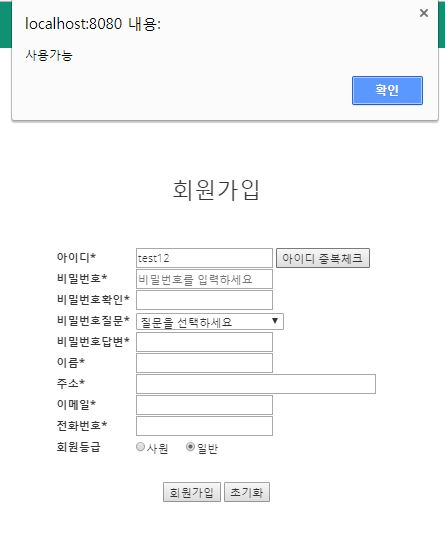 localhost:8080 내용:
사용가능
확인
회원가입
아이디* test12 아이디 중복체크
비밀번호* 비밀번호를 입력하세요
비밀번호확인*
비밀번호질문* 질문을 선택하세요
비밀번호답변*
이름*
주소*
이메일*
전화번호*
회원등급 사원 일반
회원가입 초기화